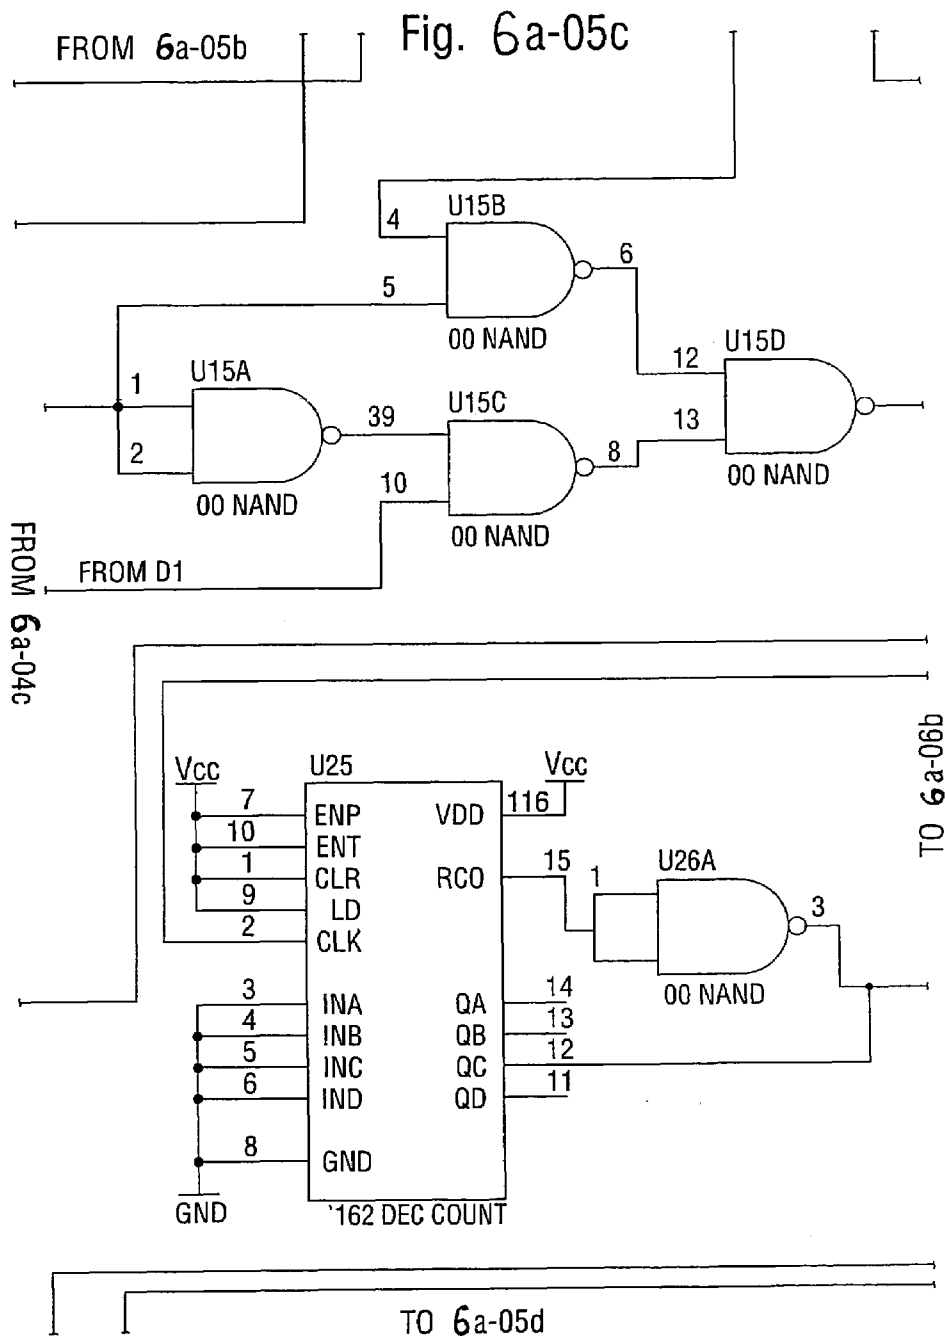 Fig. 6a-05c
FROM 6a-05b
U15B
4
6
5
00 NAND
U15D
12
U15A
1
U15C
39
13
2
8
10
00 NAND
00 NAND
00 NAND
FROM D1
FROM 6a-04c
TO 6a-06b
Vcc
U25
Vcc
7
ENP
VDD
116
10
ENT
1
CLR
RCO
15
1
U26A
9
LD
3
2
CLK
00 NAND
3
INA
QA
14
4
INB
QB
13
5
INC
QC
12
6
IND
QD
11
8
GND
GND
'162 DEC COUNT
TO 6a-05d